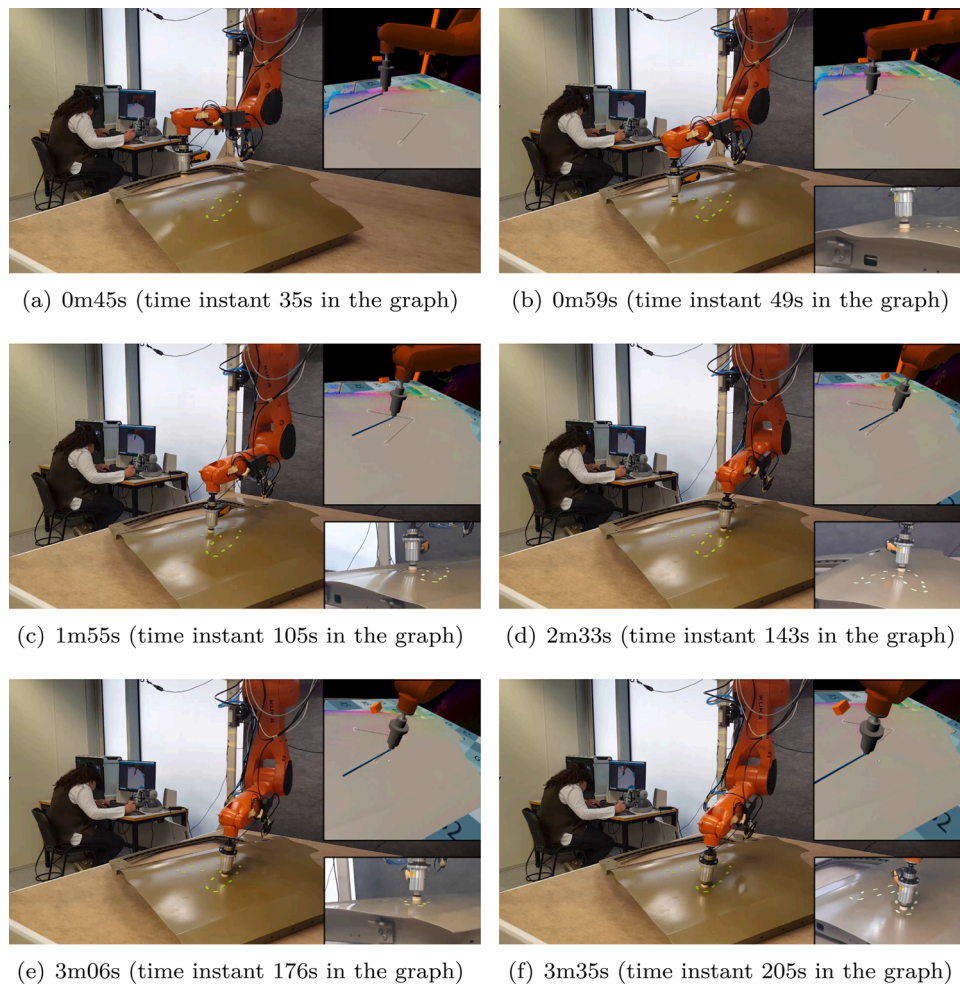 (a) 0m45s (time instant 35s in the graph)
(b) 0m59s (time instant 49s in the graph)
(c) 1m55s (time instant 105s in the graph)
(d) 2m33s (time instant 143s in the graph)
(e) 3m06s (time instant 176s in the graph)
(f) 3m35s (time instant 205s in the graph)